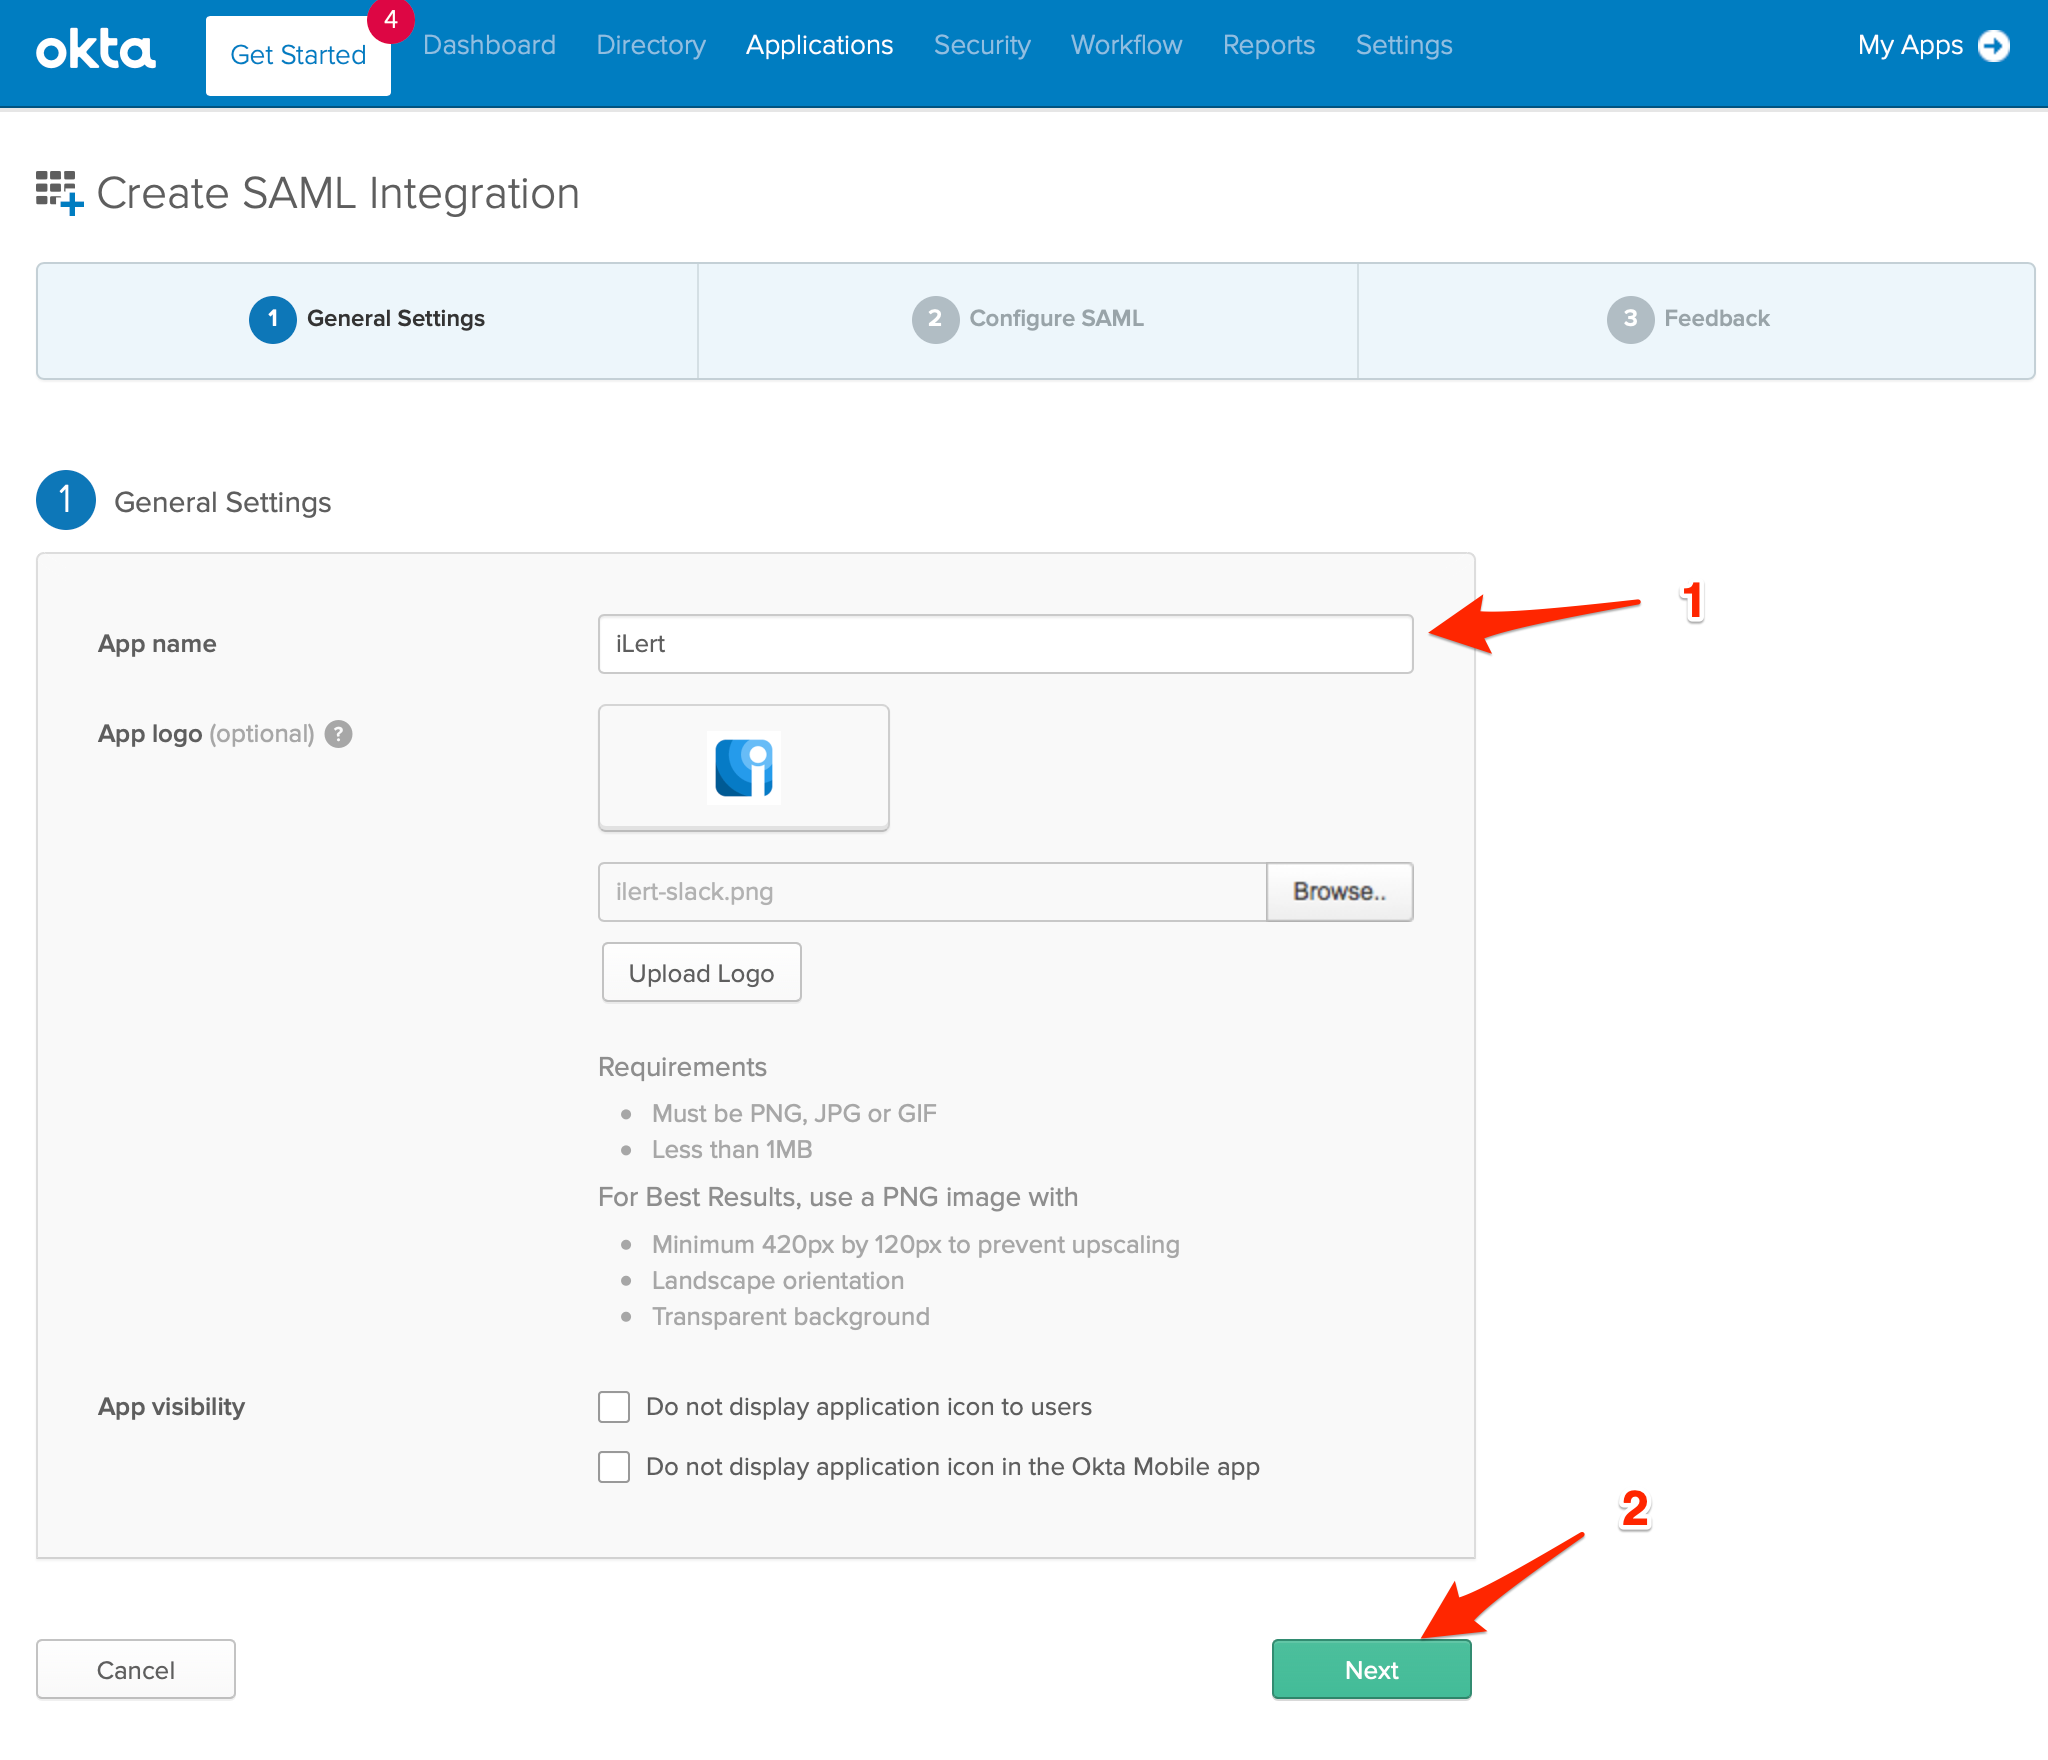 okta
Get Started
4
Dashboard
Directory
Applications
Security
Workflow
Reports
Settings
My Apps
Create SAML Integration
1 General Settings
2 Configure SAML
3 Feedback
1 General Settings
App name
iLert
1
App logo (optional) ?
ilert-slack.png
Browse..
Upload Logo
Requirements
• Must be PNG, JPG or GIF
• Less than 1MB
For Best Results, use a PNG image with
• Minimum 420px by 120px to prevent upscaling
• Landscape orientation
• Transparent background
App visibility
Do not display application icon to users
Do not display application icon in the Okta Mobile app
2
Cancel
Next